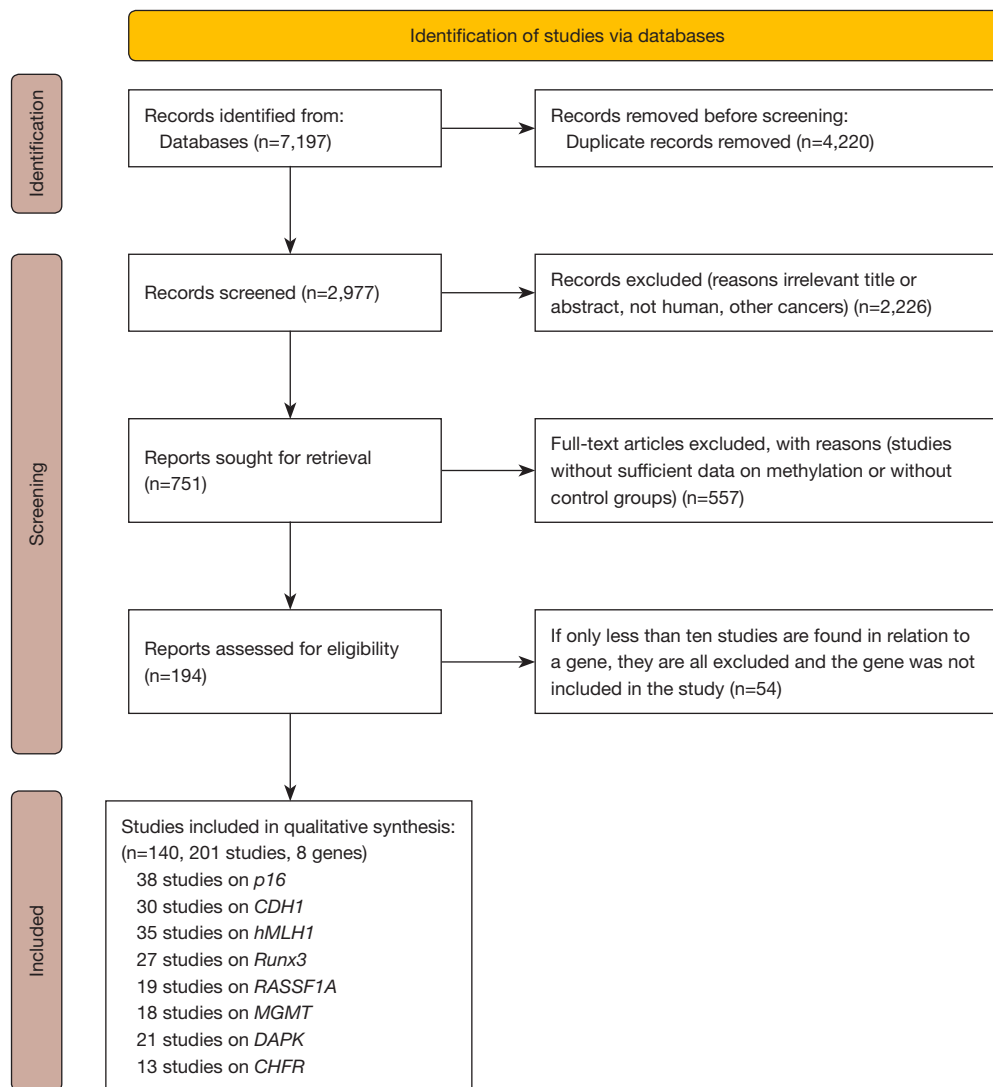 Identification of studies via databases
Identification
Records identified from:
Databases (n=7,197)
Records removed before screening:
Duplicate records removed (n=4,220)
Screening
Records screened (n=2,977)
Records excluded (reasons irrelevant title or
abstract, not human, other cancers) (n=2,226)
Reports sought for retrieval
(n=751)
Full-text articles excluded, with reasons (studies
without sufficient data on methylation or without
control groups) (n=557)
Reports assessed for eligibility
(n=194)
If only less than ten studies are found in relation to
a gene, they are all excluded and the gene was not
included in the study (n=54)
Included
Studies included in qualitative synthesis:
(n=140, 201 studies, 8 genes)
38 studies on p16
30 studies on CDH1
35 studies on hMLH1
27 studies on Runx3
19 studies on RASSF1A
18 studies on MGMT
21 studies on DAPK
13 studies on CHFR